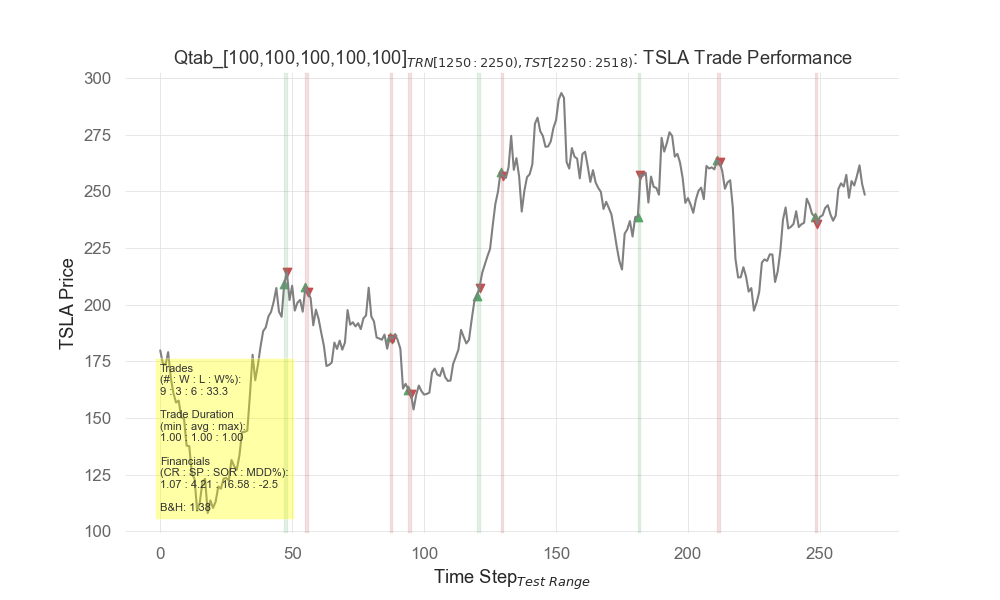 Qtab_[100,100,100,100,100]TRN[1250:2250),TST[2250:2518): TSLA Trade Performance
300
275
250
225
200
175
150
125
100
TSLA Price
Trades
(# : W : L : W%):
9 : 3 : 6 : 33.3
Trade Duration
(min : avg : max):
1.00 : 1.00 : 1.00
Financials
(CR : SP : SOR : MDD%):
1.07 : 4.21 : 16.58 : -2.5
B&H: 1.38
0 50 100 150 200 250
Time StepTest Range